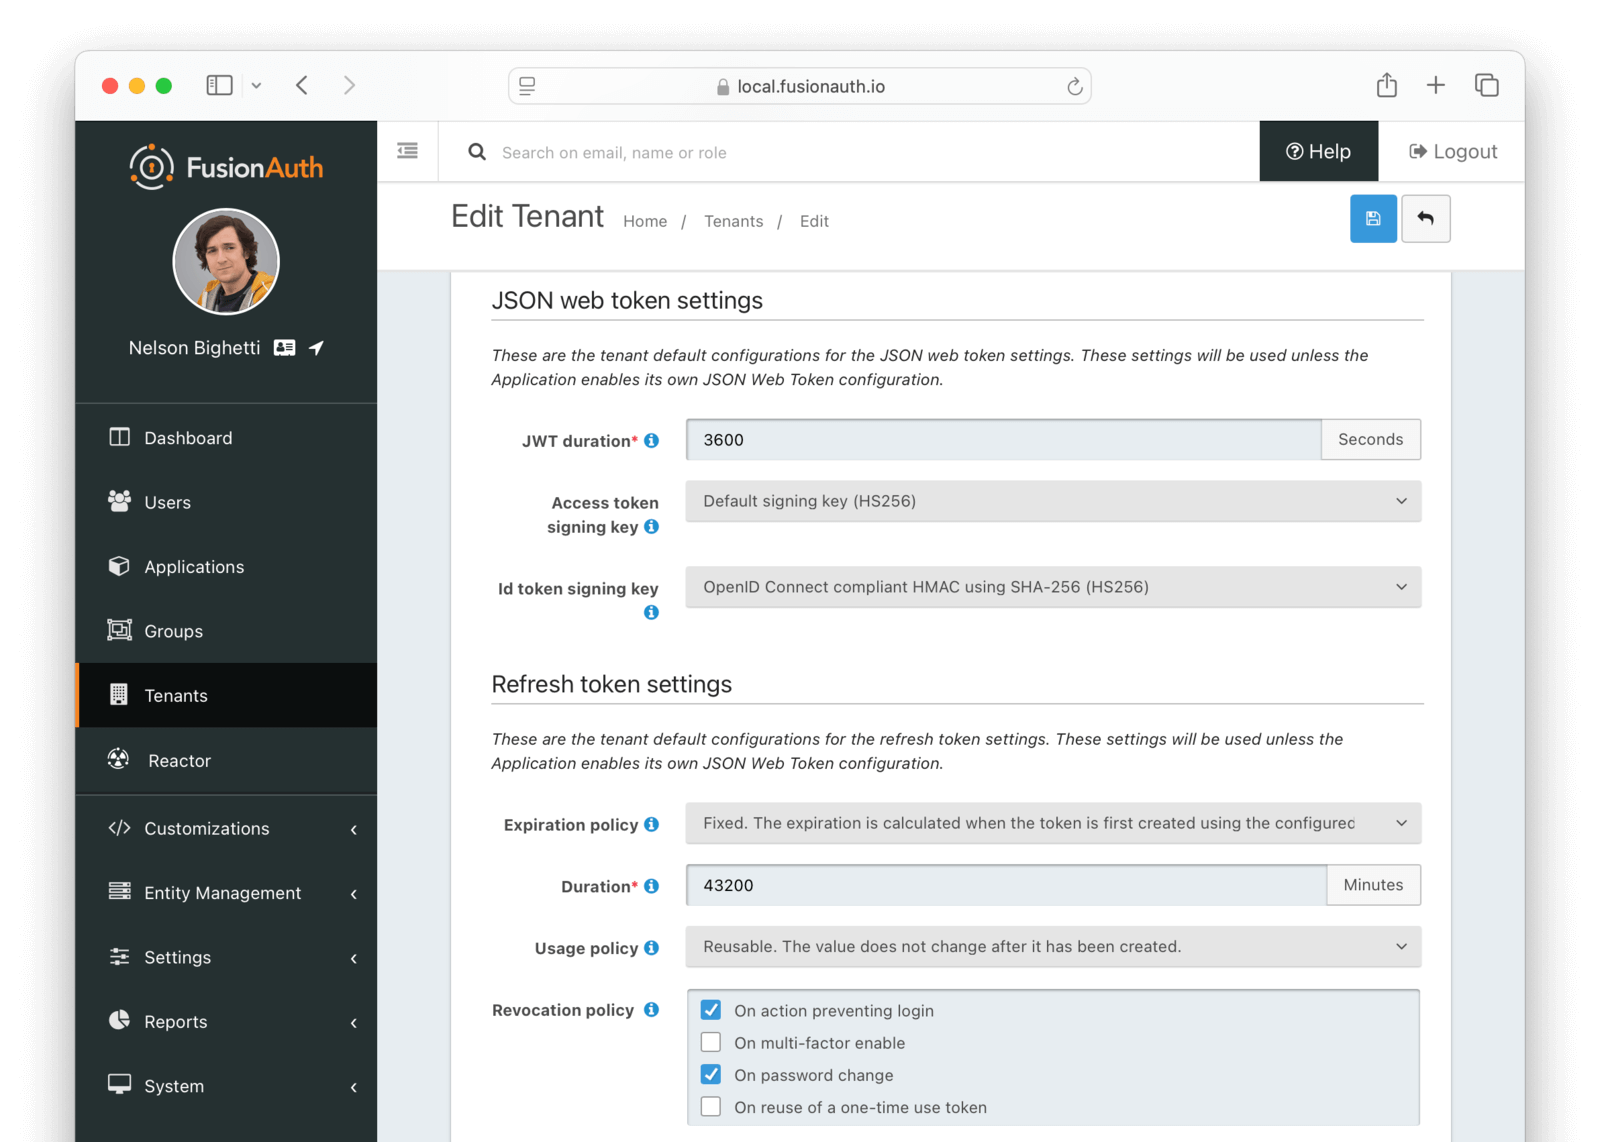 local.fusionauth.io
FusionAuth
Search on email, name or role
Help
Logout
Edit Tenant Home / Tenants / Edit
Nelson Bighetti
Dashboard
Users
Applications
Groups
Tenants
Reactor
Customizations
Entity Management
Settings
Reports
System
JSON web token settings
These are the tenant default configurations for the JSON web token settings. These settings will be used unless the
Application enables its own JSON Web Token configuration.
JWT duration* 3600 Seconds
Access token
signing key
Default signing key (HS256)
Id token signing key
OpenID Connect compliant HMAC using SHA-256 (HS256)
Refresh token settings
These are the tenant default configurations for the refresh token settings. These settings will be used unless the
Application enables its own JSON Web Token configuration.
Expiration policy Fixed. The expiration is calculated when the token is first created using the configured
Duration* 43200 Minutes
Usage policy Reusable. The value does not change after it has been created.
Revocation policy
On action preventing login
On multi-factor enable
On password change
On reuse of a one-time use token